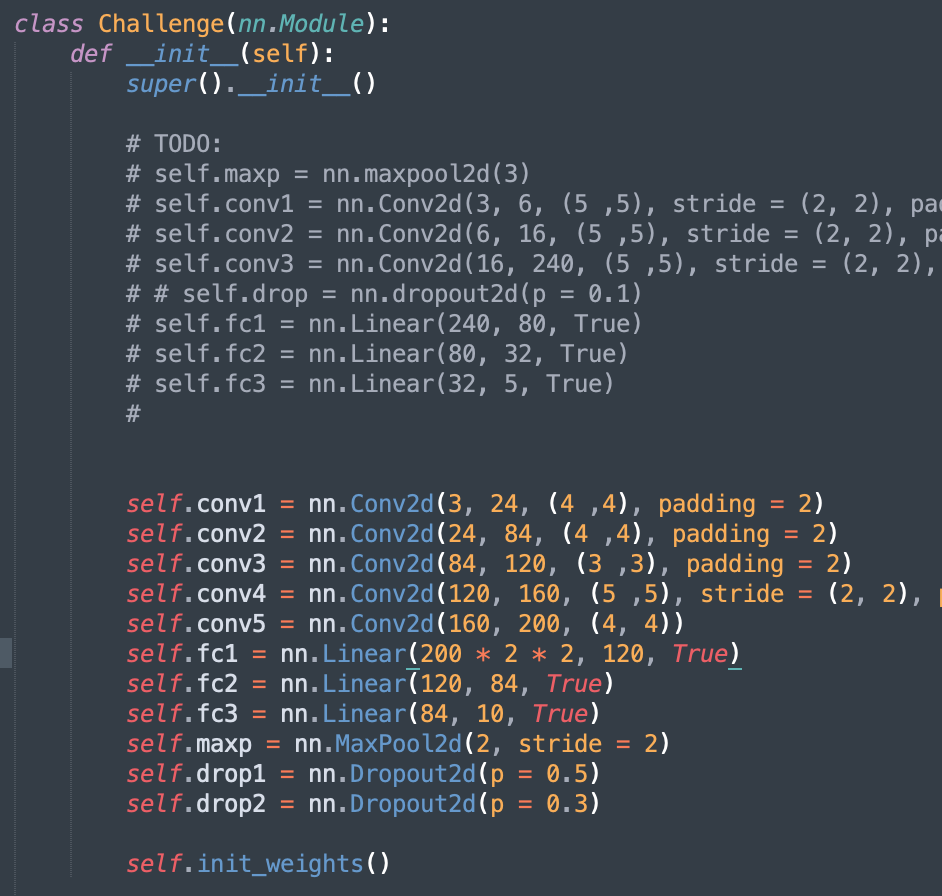 class Challenge(nn.Module):
def __init__(self):
super().__init__()
# TODO:
# self.maxp = nn.maxpool2d(3)
# self.conv1 = nn.Conv2d(3, 6, (5 ,5), stride = (2, 2),
# self.conv2 = nn.Conv2d(6, 16, (5 ,5), stride = (2, 2),
# self.conv3 = nn.Conv2d(16, 240, (5 ,5), stride = (2, 2),
# # self.drop = nn.dropout2d(p = 0.1)
# self.fc1 = nn.Linear(240, 80, True)
# self.fc2 = nn.Linear(80, 32, True)
# self.fc3 = nn.Linear(32, 5, True)
#
self.conv1 = nn.Conv2d(3, 24, (4 ,4), padding = 2)
self.conv2 = nn.Conv2d(24, 84, (4 ,4), padding = 2)
self.conv3 = nn.Conv2d(84, 120, (3 ,3), padding = 2)
self.conv4 = nn.Conv2d(120, 160, (5 ,5), stride = (2, 2),
self.conv5 = nn.Conv2d(160, 200, (4, 4))
self.fc1 = nn.Linear(200 * 2 * 2, 120, True)
self.fc2 = nn.Linear(120, 84, True)
self.fc3 = nn.Linear(84, 10, True)
self.maxp = nn.MaxPool2d(2, stride = 2)
self.drop1 = nn.Dropout2d(p = 0.5)
self.drop2 = nn.Dropout2d(p = 0.3)
self.init_weights()